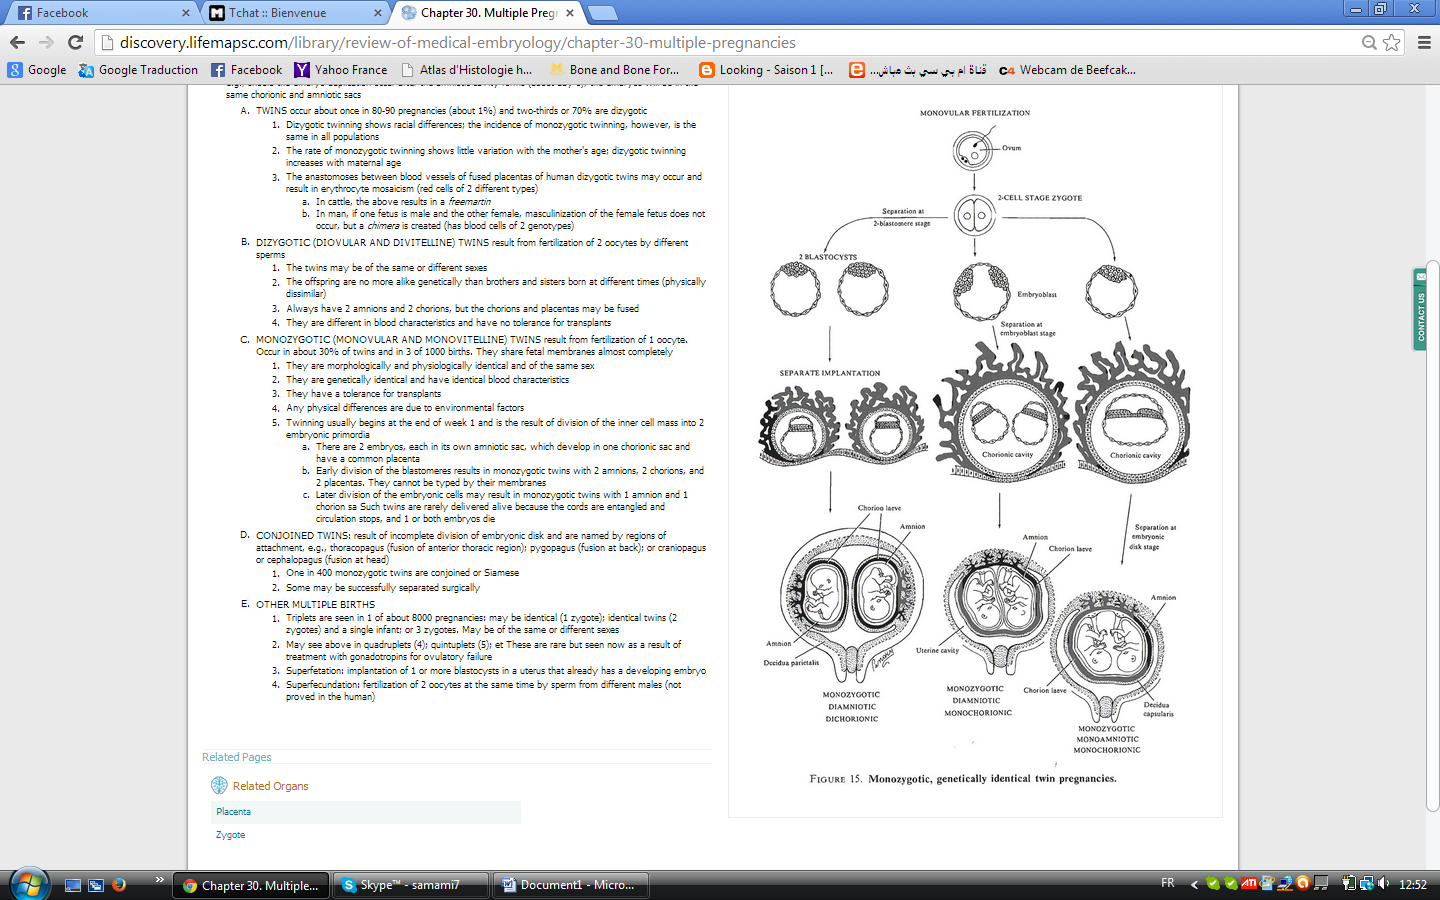 Facebook
Tchat :: Bienvenue
Chapter 30. Multiple Preg
discovery.lifemapsc.com/library/review-of-medical-embryology/chapter-30-multiple-pregnancies
Google
Google Traduction
Facebook
Yahoo France
Atlas d'Histologie h...
Bone and Bone For...
Looking - Saison 1 [...
قناة ام بي سي بث مباش...
Webcam de Beefcak...
same chorionic and amniotic sacs
A. TWINS occur about once in 80-90 pregnancies (about 1%) and two-thirds or 70% are dizygotic
1. Dizygotic twinning shows racial differences; the incidence of monozygotic twinning, however, is the
same in all populations
2. The rate of monozygotic twinning shows little variation with the mother's age; dizygotic twinning
increases with maternal age
3. The anastomoses between blood vessels of fused placentas of human dizygotic twins may occur and
result in erythrocyte mosaicism (red cells of 2 different types)
a. In cattle, the above results in a freemartin
b. In man, if one fetus is male and the other female, masculinization of the female fetus does not
occur, but a chimera is created (has blood cells of 2 genotypes)
B. DIZYGOTIC (DIOVULAR AND DIVITELLINE) TWINS result from fertilization of 2 oocytes by different
sperms
1. The twins may be of the same or different sexes
2. The offspring are no more alike genetically than brothers and sisters born at different times (physically
dissimilar)
3. Always have 2 amnions and 2 chorions, but the chorions and placentas may be fused
4. They are different in blood characteristics and have no tolerance for transplants
C. MONOZYGOTIC (MONOVULAR AND MONOVITELLINE) TWINS result from fertilization of 1 oocyte.
Occur in about 30% of twins and in 3 of 1000 births. They share fetal membranes almost completely
1. They are morphologically and physiologically identical and of the same sex
2. They are genetically identical and have identical blood characteristics
3. They have a tolerance for transplants
4. Any physical differences are due to environmental factors
5. Twinning usually begins at the end of week 1 and is the result of division of the inner cell mass into 2
embryonic primordia
a. There are 2 embryos, each in its own amniotic sac, which develop in one chorionic sac and
have a common placenta
b. Early division of the blastomeres results in monozygotic twins with 2 amnions, 2 chorions, and
2 placentas. They cannot be typed by their membranes
c. Later division of the embryonic cells may result in monozygotic twins with 1 amnion and 1
chorion sa Such twins are rarely delivered alive because the cords are entangled and
circulation stops, and 1 or both embryos die
D. CONJOINED TWINS: result of incomplete division of embryonic disk and are named by regions of
attachment, e.g., thoracopagus (fusion of anterior thoracic region); pygopagus (fusion at back); or craniopagus
or cephalopagus (fusion at head)
1. One in 400 monozygotic twins are conjoined or Siamese
2. Some may be successfully separated surgically
E. OTHER MULTIPLE BIRTHS
1. Triplets are seen in 1 of about 8000 pregnancies: may be identical (1 zygote); identical twins (2
zygotes) and a single infant; or 3 zygotes. May be of the same or different sexes
2. May see above in quadruplets (4); quintuplets (5); et These are rare but seen now as a result of
treatment with gonadotropins for ovulatory failure
3. Superfetation: implantation of 1 or more blastocysts in a uterus that already has a developing embryo
4. Superfecundation: fertilization of 2 oocytes at the same time by sperm from different males (not
proved in the human)
Related Pages
Related Organs
Placenta
Zygote
MONOVULAR FERTILIZATION
Ovum
2-CELL STAGE ZYGOTE
Separation at
2-blastomere stage
2 BLASTOCYSTS
Embryoblast
Separation at
embryoblast stage
SEPARATE IMPLANTATION
Chorionic cavity
Chorionic cavity
Chorion laeve
Amnion
Separation at
embryonic
disk stage
Amnion
Chorion laeve
Amnion
Amnion
Decidua parietalis
Uterine cavity
Chorion laeve
Decidua
capsularis
MONOZYGOTIC
DIAMNIOTIC
DICHORIONIC
MONOZYGOTIC
DIAMNIOTIC
MONOCHORIONIC
MONOZYGOTIC
MONOAMNIOTIC
MONOCHORIONIC
FIGURE 15. Monozygotic, genetically identical twin pregnancies.
CONTACT US
Chapter 30. Multiple...
Skype™ - samami7
Document1 - Micro...
FR
12:52